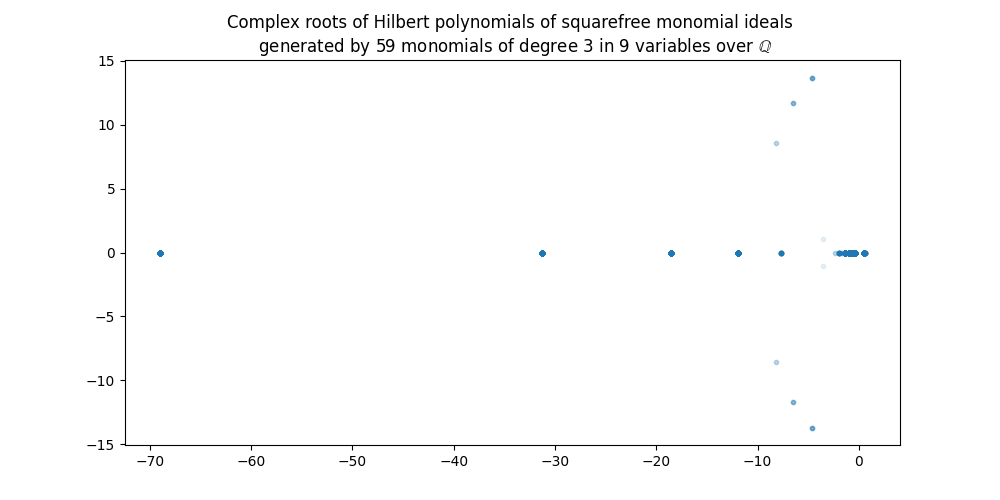 Complex roots of Hilbert polynomials of squarefree monomial ideals
generated by 59 monomials of degree 3 in 9 variables over ℚ
15
10
5
0
−5
−10
−15
−70 −60 −50 −40 −30 −20 −10 0